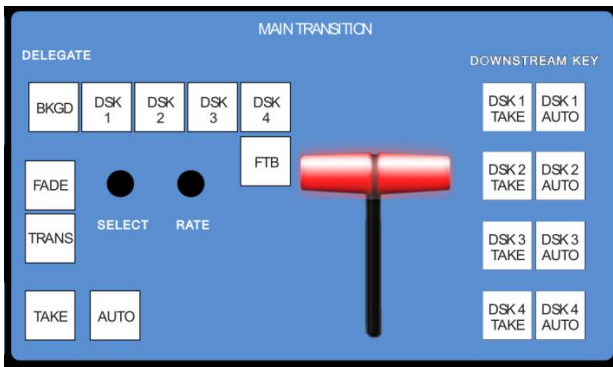 MAIN TRANSITION
DELEGATE
DOWNSTREAM KEY
BKGD
DSK
1
DSK
2
DSK
3
DSK
4
FTB
FADE
TRANS
SELECT
RATE
TAKE
AUTO
DSK 1
TAKE
DSK 1
AUTO
DSK 2
TAKE
DSK 2
AUTO
DSK 3
TAKE
DSK 3
AUTO
DSK 4
TAKE
DSK 4
AUTO